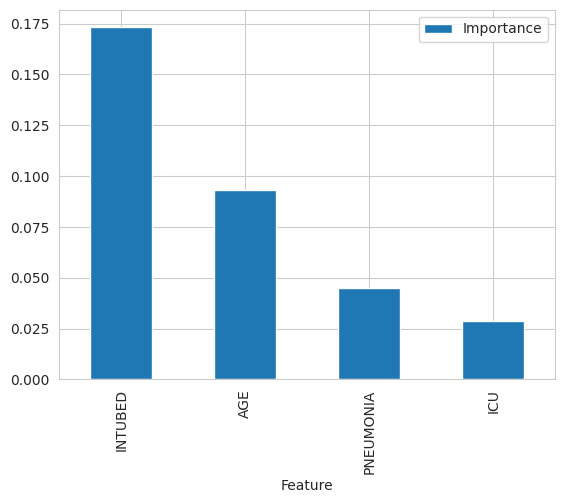 Importance
0.175
0.150
0.125
0.100
0.075
0.050
0.025
0.000
INTUBED
AGE
PNEUMONIA
ICU
Feature